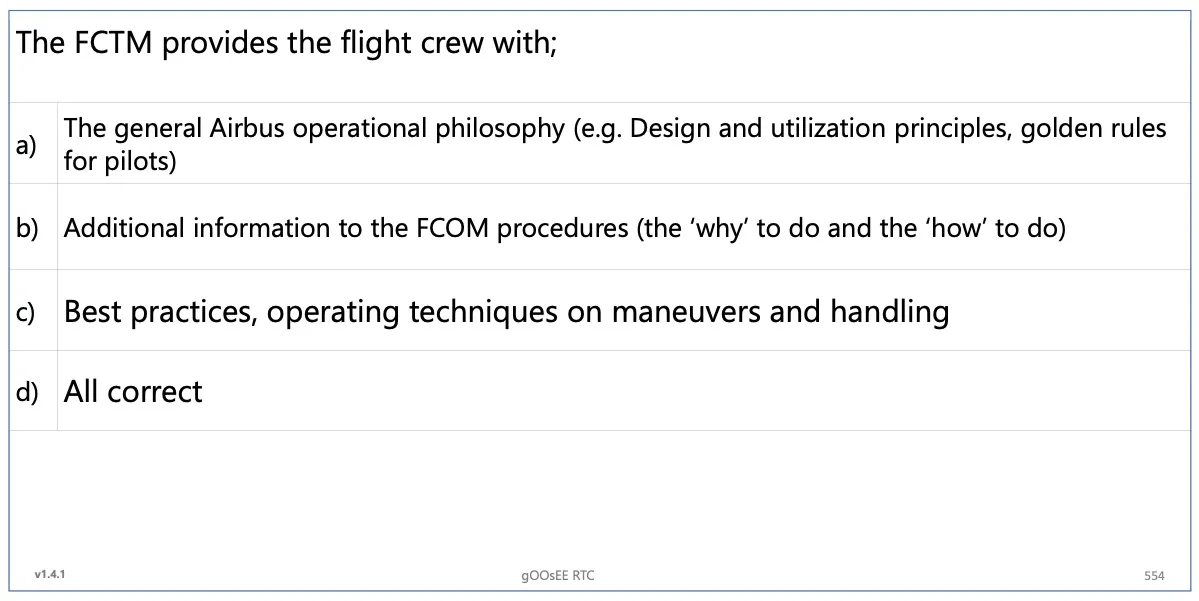 The FCTM provides the flight crew with;
a) The general Airbus operational philosophy (e.g. Design and utilization principles, golden rules
for pilots)
b) Additional information to the FCOM procedures (the ‘why’ to do and the ‘how’ to do)
c) Best practices, operating techniques on maneuvers and handling
d) All correct
v1.4.1 gOOsEE RTC 554